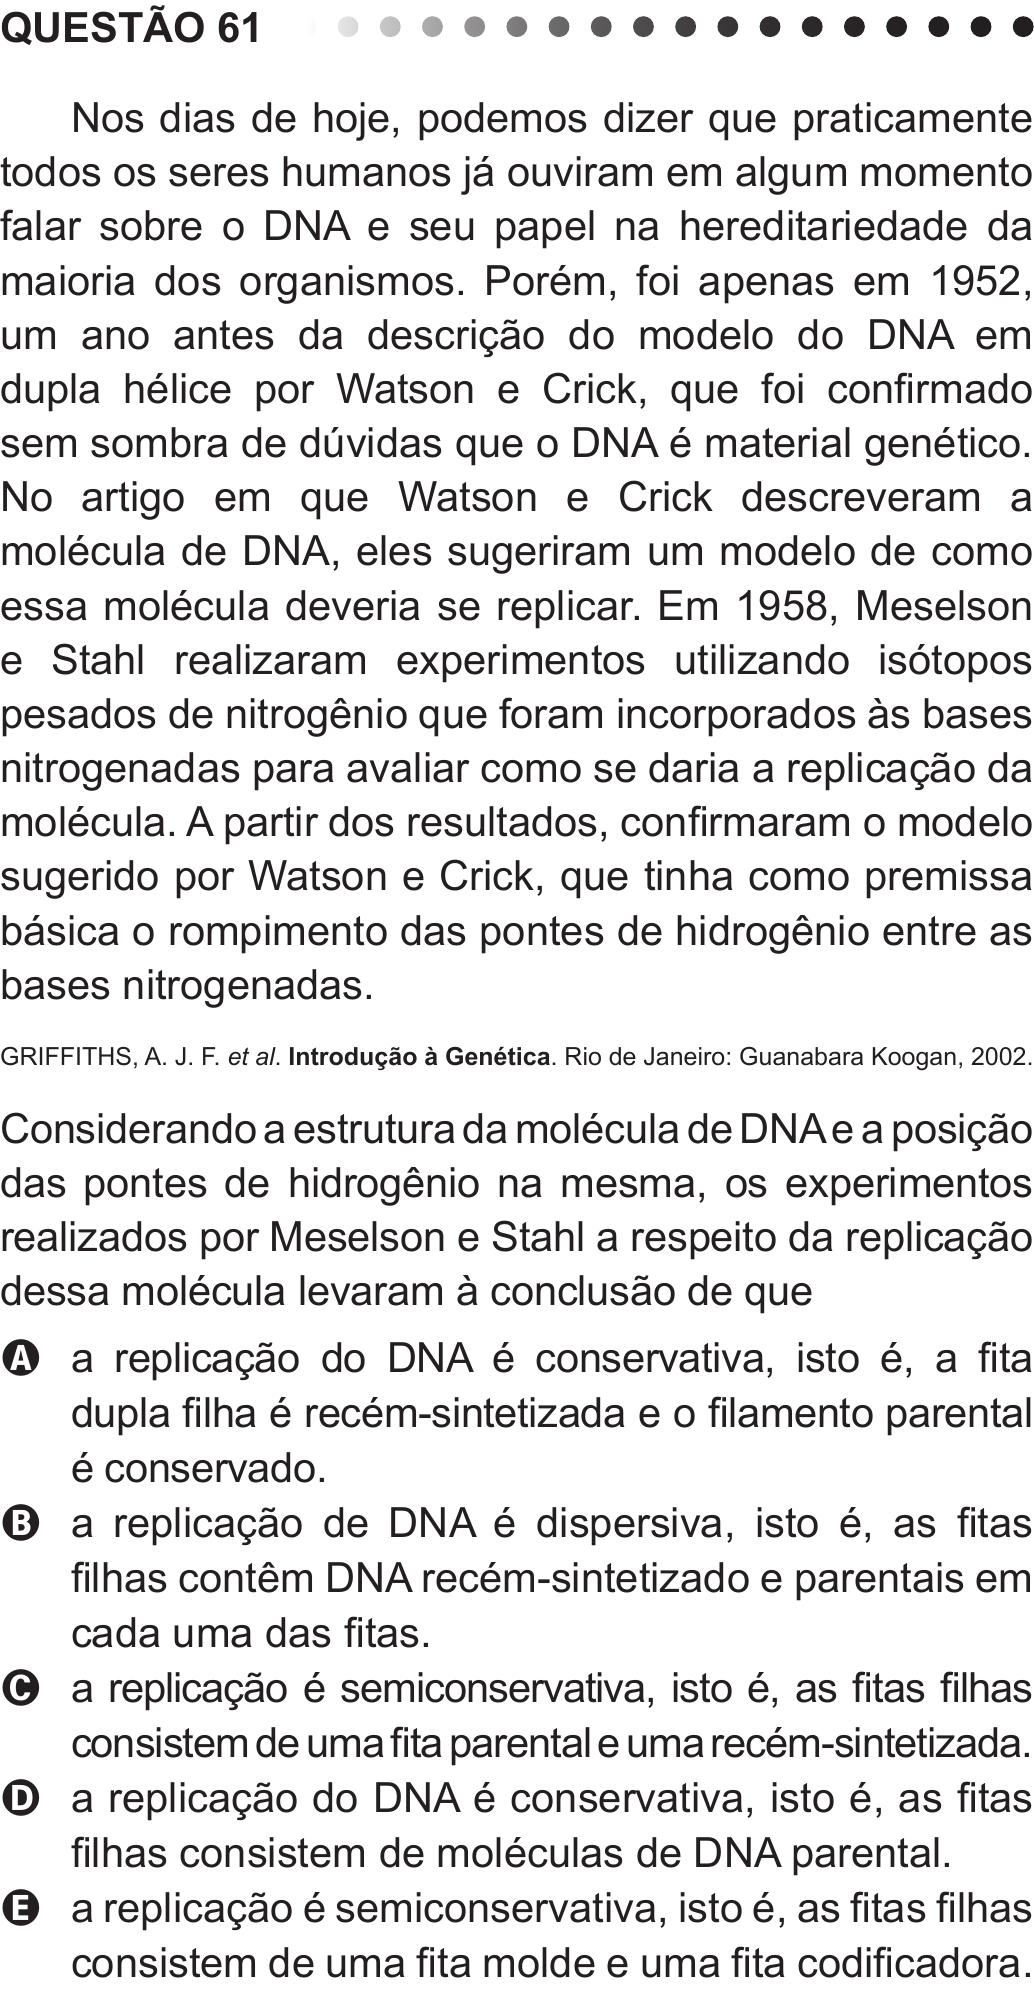 QUESTÃO 61
Nos dias de hoje, podemos dizer que praticamente
todos os seres humanos já ouviram em algum momento
falar sobre o DNA e seu papel na hereditariedade da
maioria dos organismos. Porém, foi apenas em 1952,
um ano antes da descrição do modelo do DNA em
dupla hélice por Watson e Crick, que foi confirmado
sem sombra de dúvidas que o DNA é material genético.
No artigo em que Watson e Crick descreveram a
molécula de DNA, eles sugeriram um modelo de como
essa molécula deveria se replicar. Em 1958, Meselson
e Stahl realizaram experimentos utilizando isótopos
pesados de nitrogênio que foram incorporados às bases
nitrogenadas para avaliar como se daria a replicação da
molécula. A partir dos resultados, confirmaram o modelo
sugerido por Watson e Crick, que tinha como premissa
básica o rompimento das pontes de hidrogênio entre as
bases nitrogenadas.
GRIFFITHS, A. J. F. et al. Introdução à Genética. Rio de Janeiro: Guanabara Koogan, 2002.
Considerando a estrutura da molécula de DNA e a posição
das pontes de hidrogênio na mesma, os experimentos
realizados por Meselson e Stahl a respeito da replicação
dessa molécula levaram à conclusão de que
A a replicação do DNA é conservativa, isto é, a fita
dupla filha é recém-sintetizada e o filamento parental
é conservado.
B a replicação de DNA é dispersiva, isto é, as fitas
filhas contêm DNA recém-sintetizado e parentais em
cada uma das fitas.
C a replicação é semiconservativa, isto é, as fitas filhas
consistem de uma fita parental e uma recém-sintetizada.
D a replicação do DNA é conservativa, isto é, as fitas
filhas consistem de moléculas de DNA parental.
E a replicação é semiconservativa, isto é, as fitas filhas
consistem de uma fita molde e uma fita codificadora.